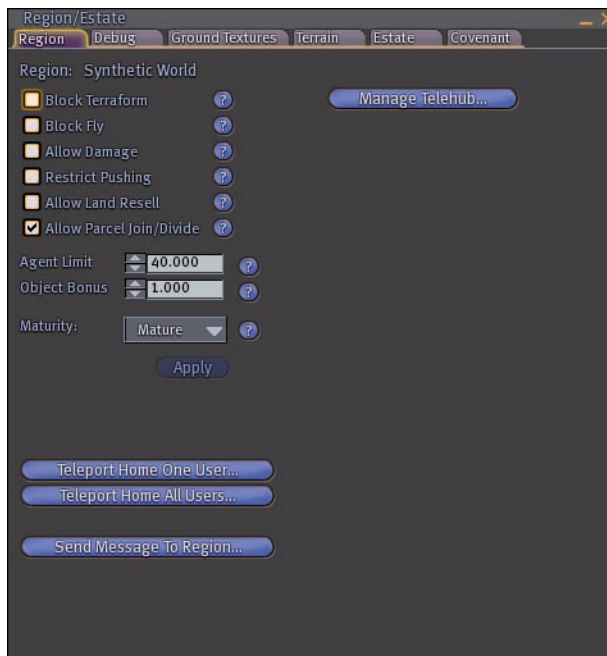 Region/Estate
Region Debug Ground Textures Terrain Estate Covenant
Region: Synthetic World
Block Terraform ? Manage Telehub...
Block Fly ?
Allow Damage ?
Restrict Pushing ?
Allow Land Resell ?
Allow Parcel Join/Divide ?
Agent Limit 40.000 ?
Object Bonus 1.000 ?
Maturity: Mature ?
Apply
Teleport Home One User...
Teleport Home All Users...
Send Message To Region...